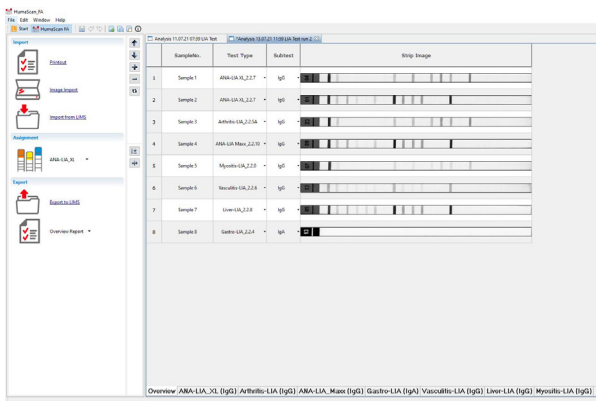 HumaScan FA
File Edit Window Help
Start HumaScan FA
Import
Printout
Image Import
Import from LIMS
Assignment
ANA-LIA_XL
Export
Export to LIMS
Overview Report
Analysis 11.07.21 07:39 LIA Test *Analysis 13.07.21 11:09 LIA Test run 2
SampleNo. Test Type Subtest Strip Image
1 Sample 1 ANA-LIA XL_2.2.7 IgG
2 Sample 2 ANA-LIA XL_2.2.7 IgG
3 Sample 3 Arthritis-LIA_2.2.5A IgG
4 Sample 4 ANA-LIA Maxx_2.2.10 IgG
5 Sample 5 Myositis-LIA_2.2.0 IgG
6 Sample 6 Vasculitis-LIA_2.2.8 IgG
7 Sample 7 Liver-LIA_2.2.8 IgG
8 Sample 8 Gastro-LIA_2.2.4 IgA
Overview ANA-LIA_XL (IgG) Arthritis-LIA (IgG) ANA-LIA_Maxx (IgG) Gastro-LIA (IgA) Vasculitis-LIA (IgG) Liver-LIA (IgG) Myositis-LIA (IgG)